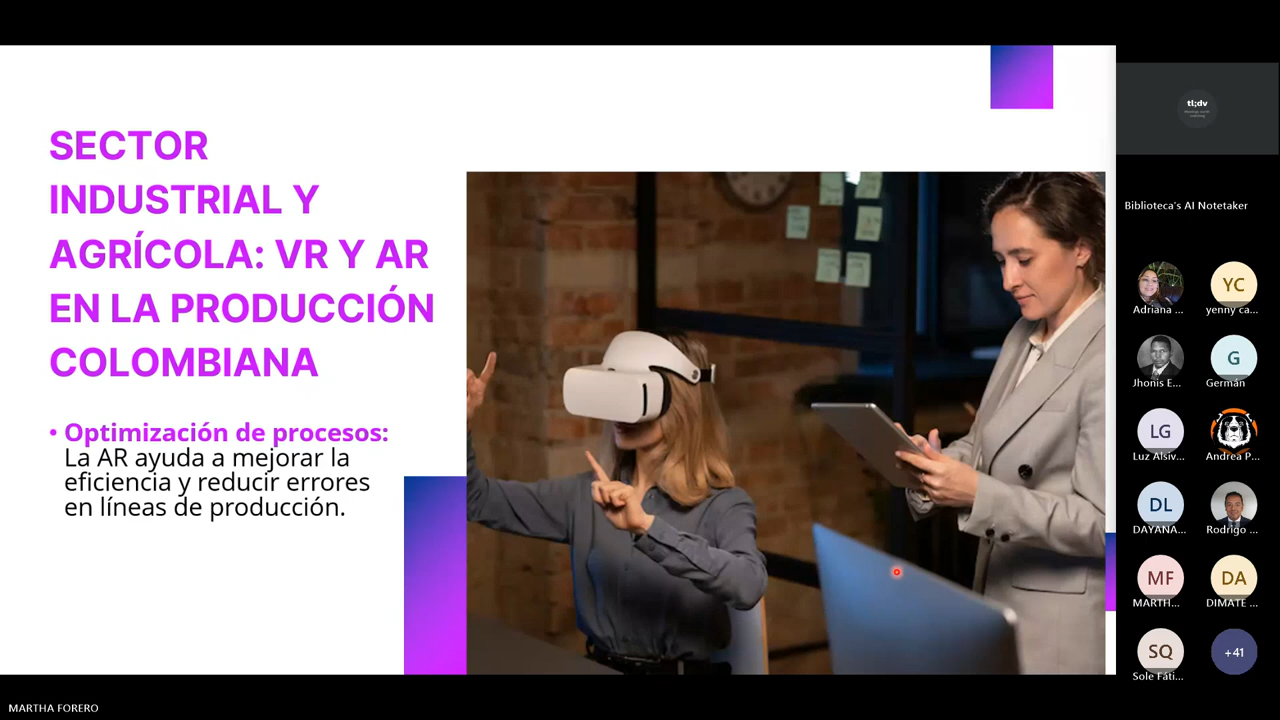 SECTOR
INDUSTRIAL Y
AGRÍCOLA: VR Y AR
EN LA PRODUCCIÓN
COLOMBIANA
• Optimización de procesos:
La AR ayuda a mejorar la
eficiencia y reducir errores
en líneas de producción.
tl;dv
Biblioteca's AI Notetaker
Adriana ...
YC
yenny ca...
Jhonis E...
G
Germán
LG
Luz Alsiv...
Andrea P...
DL
DAYANA...
Rodrigo ...
MF
MARTH...
DA
DIMATE ...
SQ
Sole Fáti...
+41
MARTHA FORERO